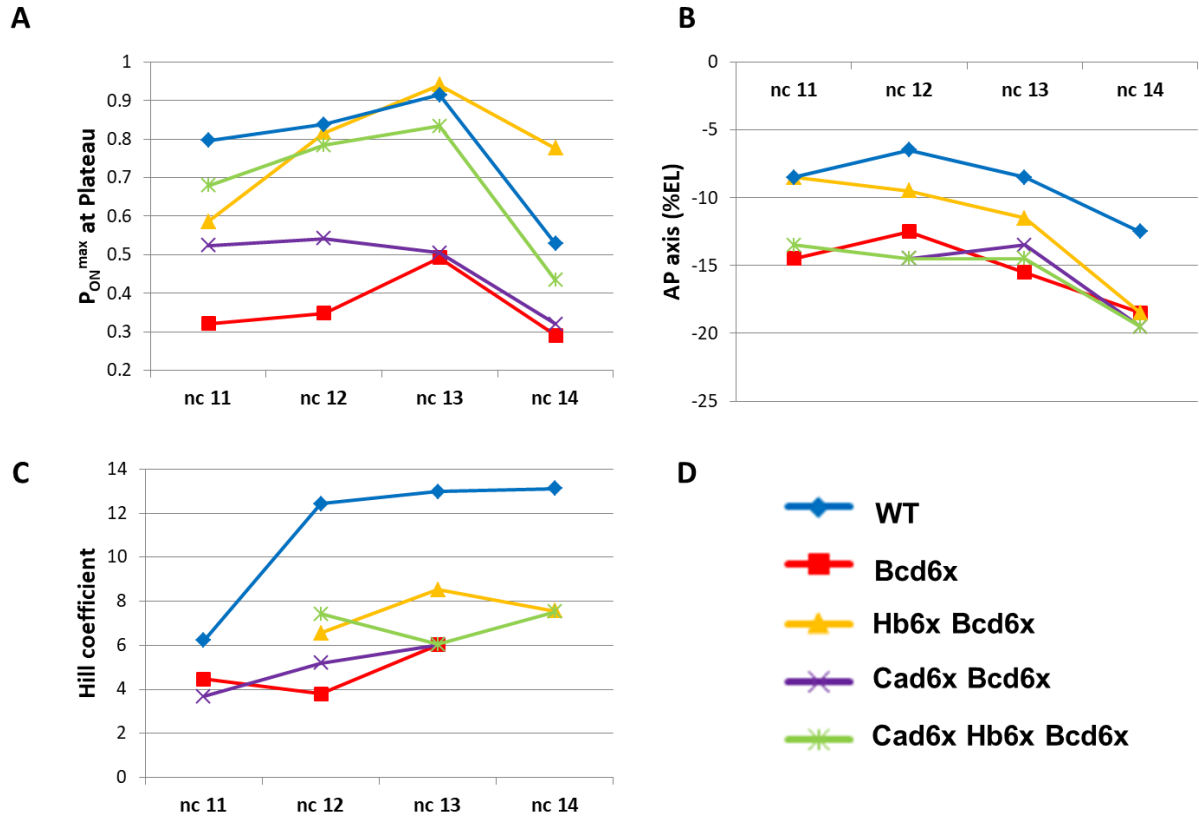 A
P_ON^max at Plateau
1
0.9
0.8
0.7
0.6
0.5
0.4
0.3
0.2
nc 11 nc 12 nc 13 nc 14
B
AP axis (%EL)
0
-5
-10
-15
-20
-25
nc 11 nc 12 nc 13 nc 14
C
Hill coefficient
14
12
10
8
6
4
2
0
nc 11 nc 12 nc 13 nc 14
D
WT
Bcd6x
Hb6x Bcd6x
Cad6x Bcd6x
Cad6x Hb6x Bcd6x